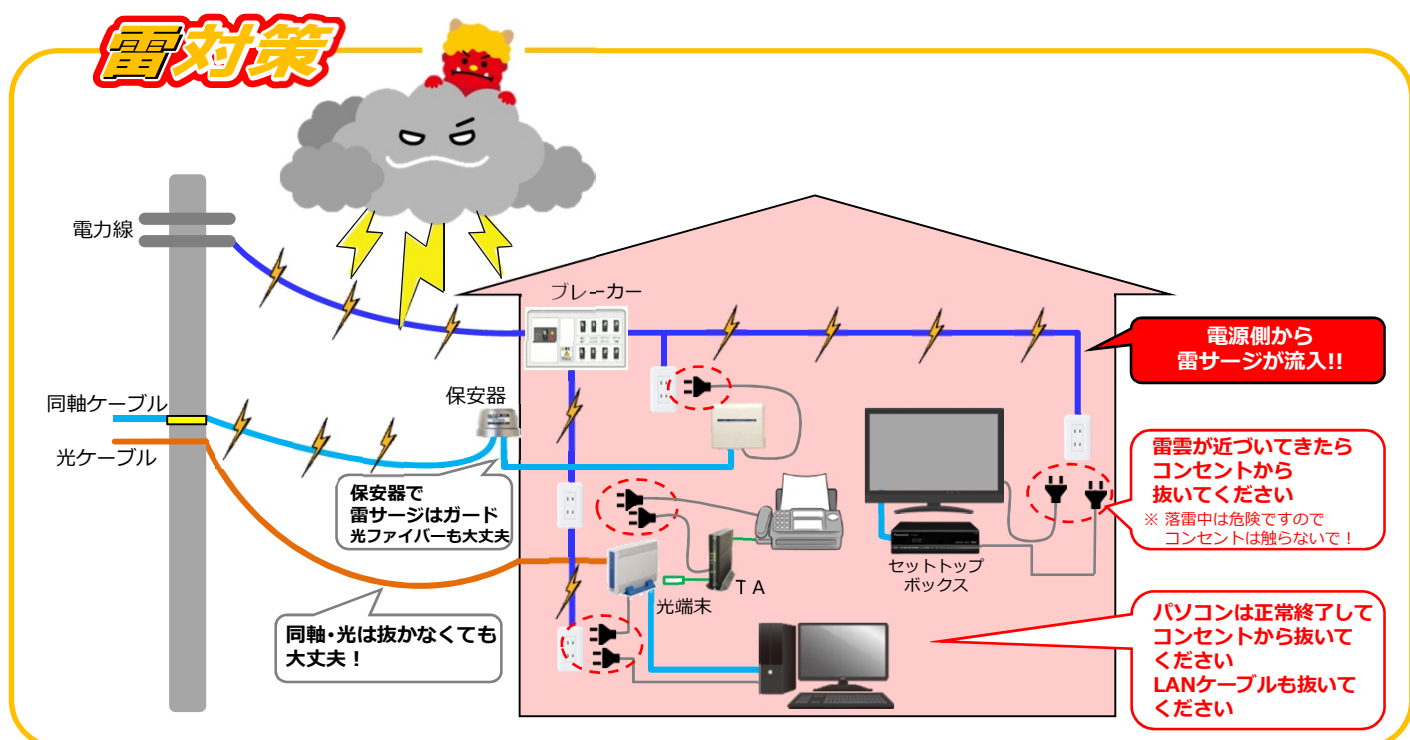 雷対策
電力線
ブレーカー
電源側から
雷サージが流入!!
同軸ケーブル
保安器
光ケーブル
雷雲が近づいてきたら
コンセントから
抜いてください
※ 落雷中は危険ですので
コンセントは触らないで！
保安器で
雷サージはガード
光ファイバーも大丈夫
セットトップ
ボックス
ＴＡ
光端末
同軸・光は抜かなくても
大丈夫！
パソコンは正常終了して
コンセントから抜いて
ください
LANケーブルも抜いて
ください